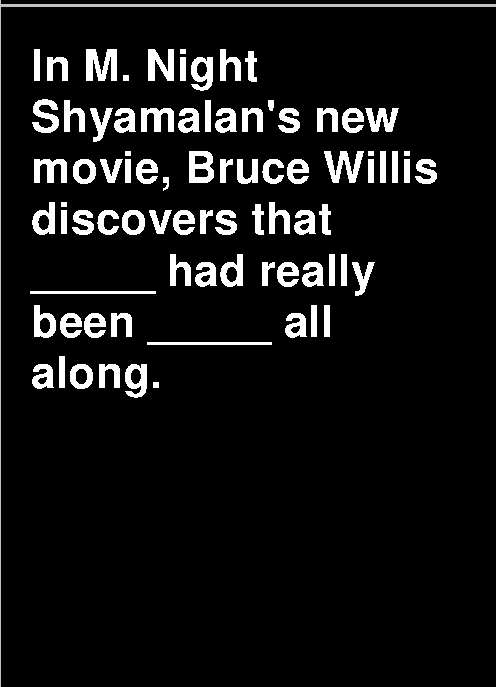 In M. Night
Shyamalan's new
movie, Bruce Willis
discovers that
______ had really
been ______ all
along.